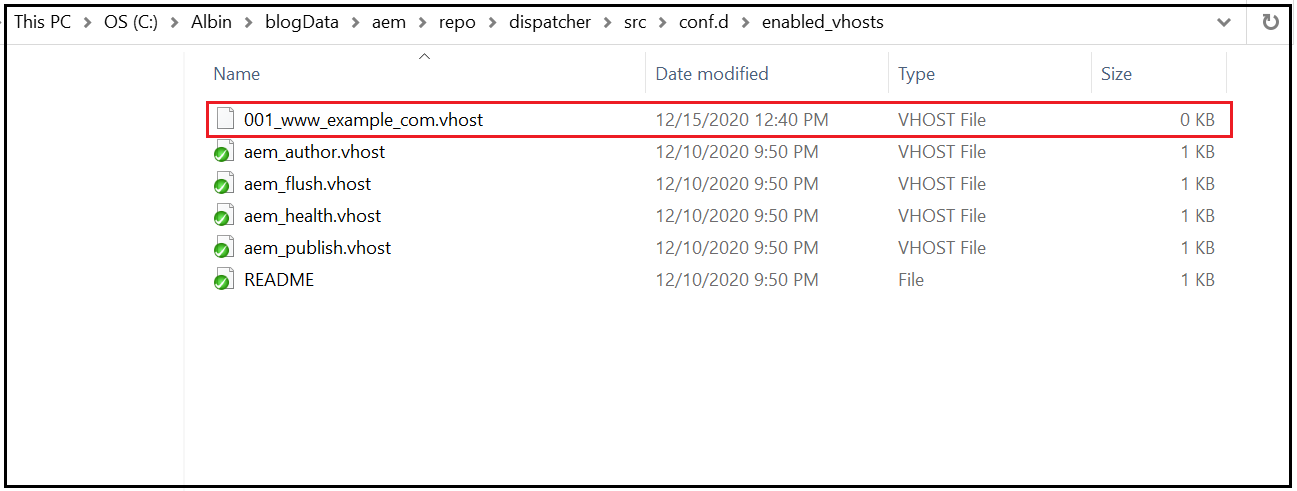 This PC > OS (C:) > Albin > blogData > aem > repo > dispatcher > src > conf.d > enabled_vhosts
Name Date modified Type Size
001_www_example_com.vhost 12/15/2020 12:40 PM VHOST File 0 KB
aem_author.vhost 12/10/2020 9:50 PM VHOST File 1 KB
aem_flush.vhost 12/10/2020 9:50 PM VHOST File 1 KB
aem_health.vhost 12/10/2020 9:50 PM VHOST File 1 KB
aem_publish.vhost 12/10/2020 9:50 PM VHOST File 1 KB
README 12/10/2020 9:50 PM File 1 KB